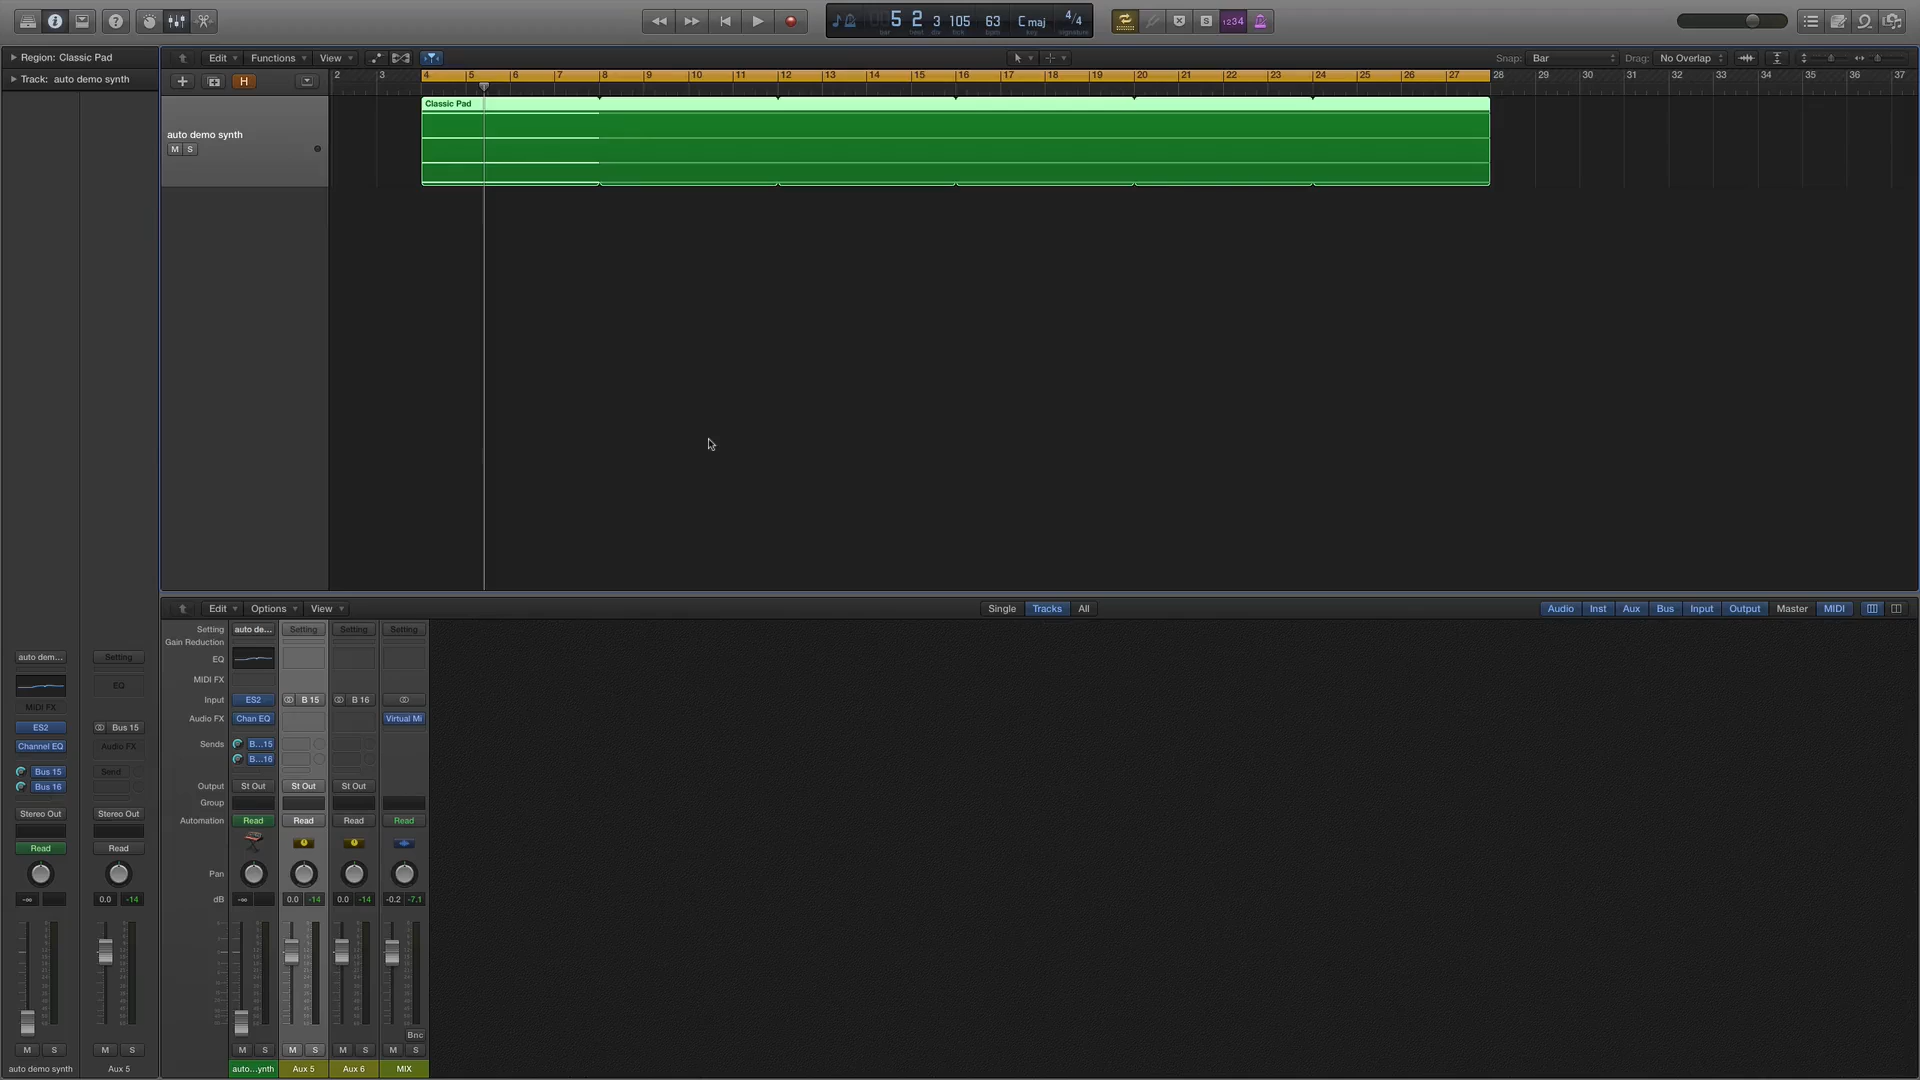 5 2 3 105 63 C maj 4/4
bar beat div tick bpm key signature
1234
Region: Classic Pad
Track: auto demo synth
Edit Functions View
Snap: Bar Drag: No Overlap
H
2 3 4 5 6 7 8 9 10 11 12 13 14 15 16 17 18 19 20 21 22 23 24 25 26 27 28 29 30 31 32 33 34 35 36 37
Classic Pad
auto demo synth
M S
Edit Options View
Single Tracks All
Audio Inst Aux Bus Input Output Master MIDI
Setting auto de... Setting Setting Setting
Gain Reduction
EQ
MIDI FX
Input ES2 B 15 B 16
Audio FX Chan EQ Virtual Mi
Sends B...15
B...16
Output St Out St Out St Out
Group
Automation Read Read Read Read
Pan
dB -∞ 0.0 -14 0.0 -14 -0.2 -7.1
Bnc
M S M S M S M S
auto...ynth Aux 5 Aux 6 MIX
auto dem... Setting
EQ
MIDI FX
ES2 Bus 15
Channel EQ Audio FX
Bus 15 Send
Bus 16
Stereo Out Stereo Out
Read Read
-∞ 0.0 -14
M S M S
auto demo synth Aux 5